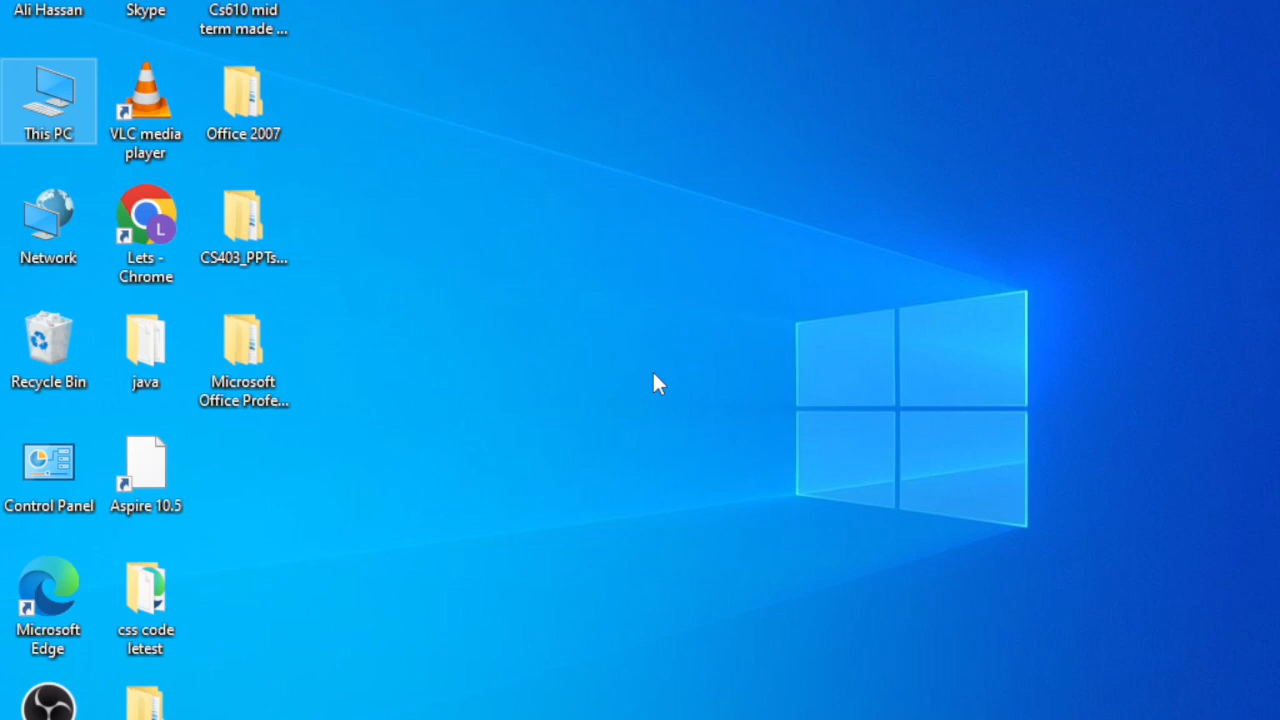 Ali Hassan
Skype
Cs610 mid
term made ...
This PC
VLC media
player
Office 2007
Network
Lets -
Chrome
CS403_PPTs...
L
Recycle Bin
java
Microsoft
Office Profe...
Control Panel
Aspire 10.5
Microsoft
Edge
css code
letest